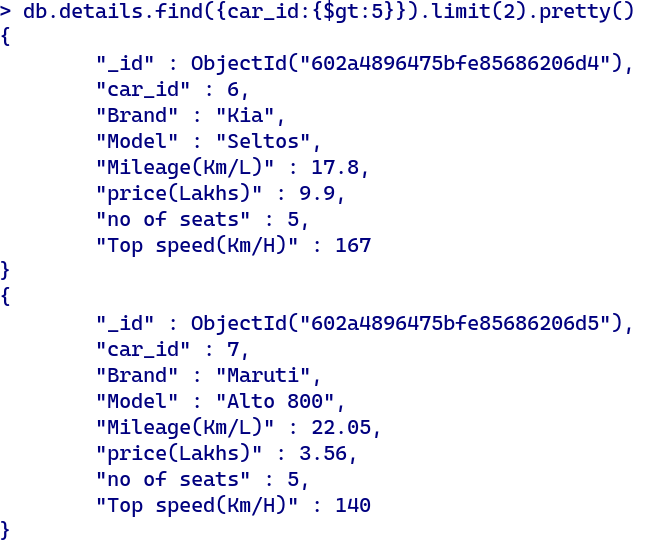 > db.details.find({car_id:{$gt:5}}).limit(2).pretty()
{
        "_id" : ObjectId("602a4896475bfe85686206d4"),
        "car_id" : 6,
        "Brand" : "Kia",
        "Model" : "Seltos",
        "Mileage(Km/L)" : 17.8,
        "price(Lakhs)" : 9.9,
        "no of seats" : 5,
        "Top speed(Km/H)" : 167
}
{
        "_id" : ObjectId("602a4896475bfe85686206d5"),
        "car_id" : 7,
        "Brand" : "Maruti",
        "Model" : "Alto 800",
        "Mileage(Km/L)" : 22.05,
        "price(Lakhs)" : 3.56,
        "no of seats" : 5,
        "Top speed(Km/H)" : 140
}